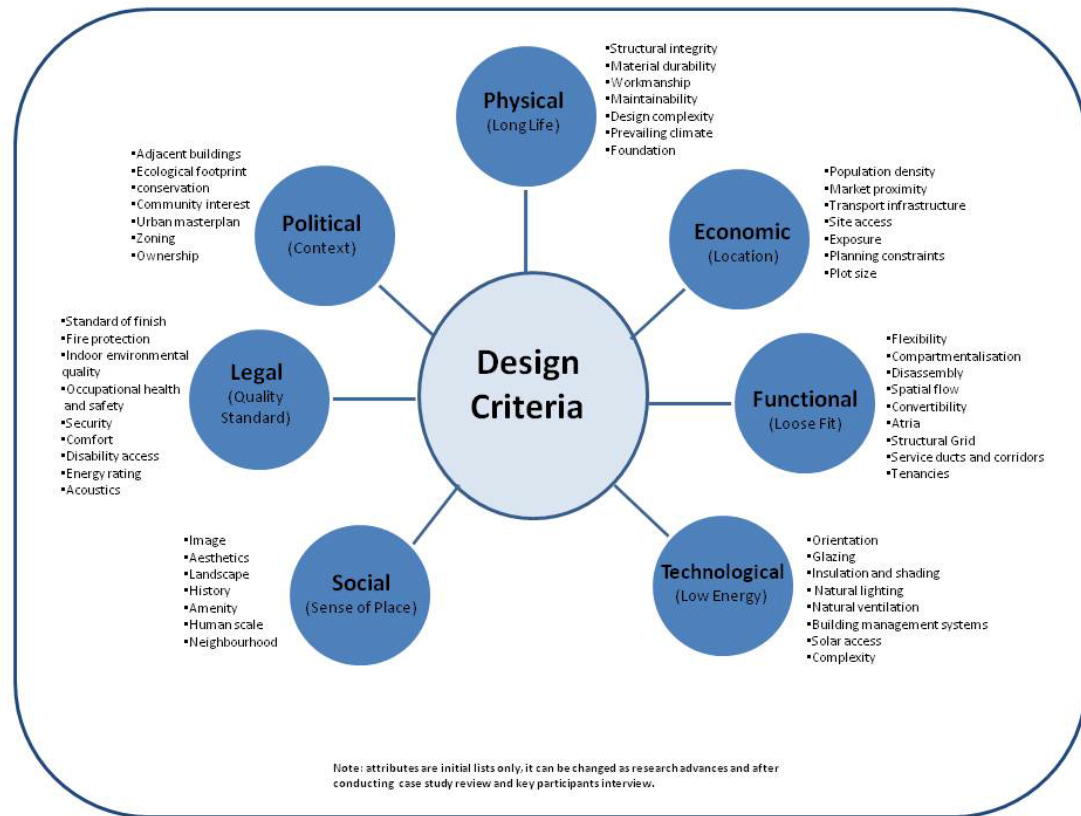 Physical
(Long Life)
▪Structural integrity
▪Material durability
▪Workmanship
▪Maintainability
▪Design complexity
▪Prevailing climate
▪Foundation
Economic
(Location)
▪Population density
▪Market proximity
▪Transport infrastructure
▪Site access
▪Exposure
▪Planning constraints
▪Plot size
Functional
(Loose Fit)
▪Flexibility
▪Compartmentalisation
▪Disassembly
▪Spatial flow
▪Convertibility
▪Atria
▪Structural Grid
▪Service ducts and corridors
▪Tenancies
Technological
(Low Energy)
▪Orientation
▪Glazing
▪Insulation and shading
▪ Natural lighting
▪Natural ventilation
▪Building management systems
▪Solar access
▪Complexity
Social
(Sense of Place)
▪Image
▪Aesthetics
▪Landscape
▪History
▪Amenity
▪Human scale
▪Neighbourhood
Legal
(Quality
Standard)
▪Standard of finish
▪Fire protection
▪Indoor environmental
quality
▪Occupational health
and safety
▪Security
▪Comfort
▪Disability access
▪Energy rating
▪Acoustics
Political
(Context)
▪Adjacent buildings
▪Ecological footprint
▪conservation
▪Community interest
▪Urban masterplan
▪Zoning
▪Ownership
Design
Criteria
Note: attributes are initial lists only, it can be changed as research advances and after
conducting case study review and key participants interview.